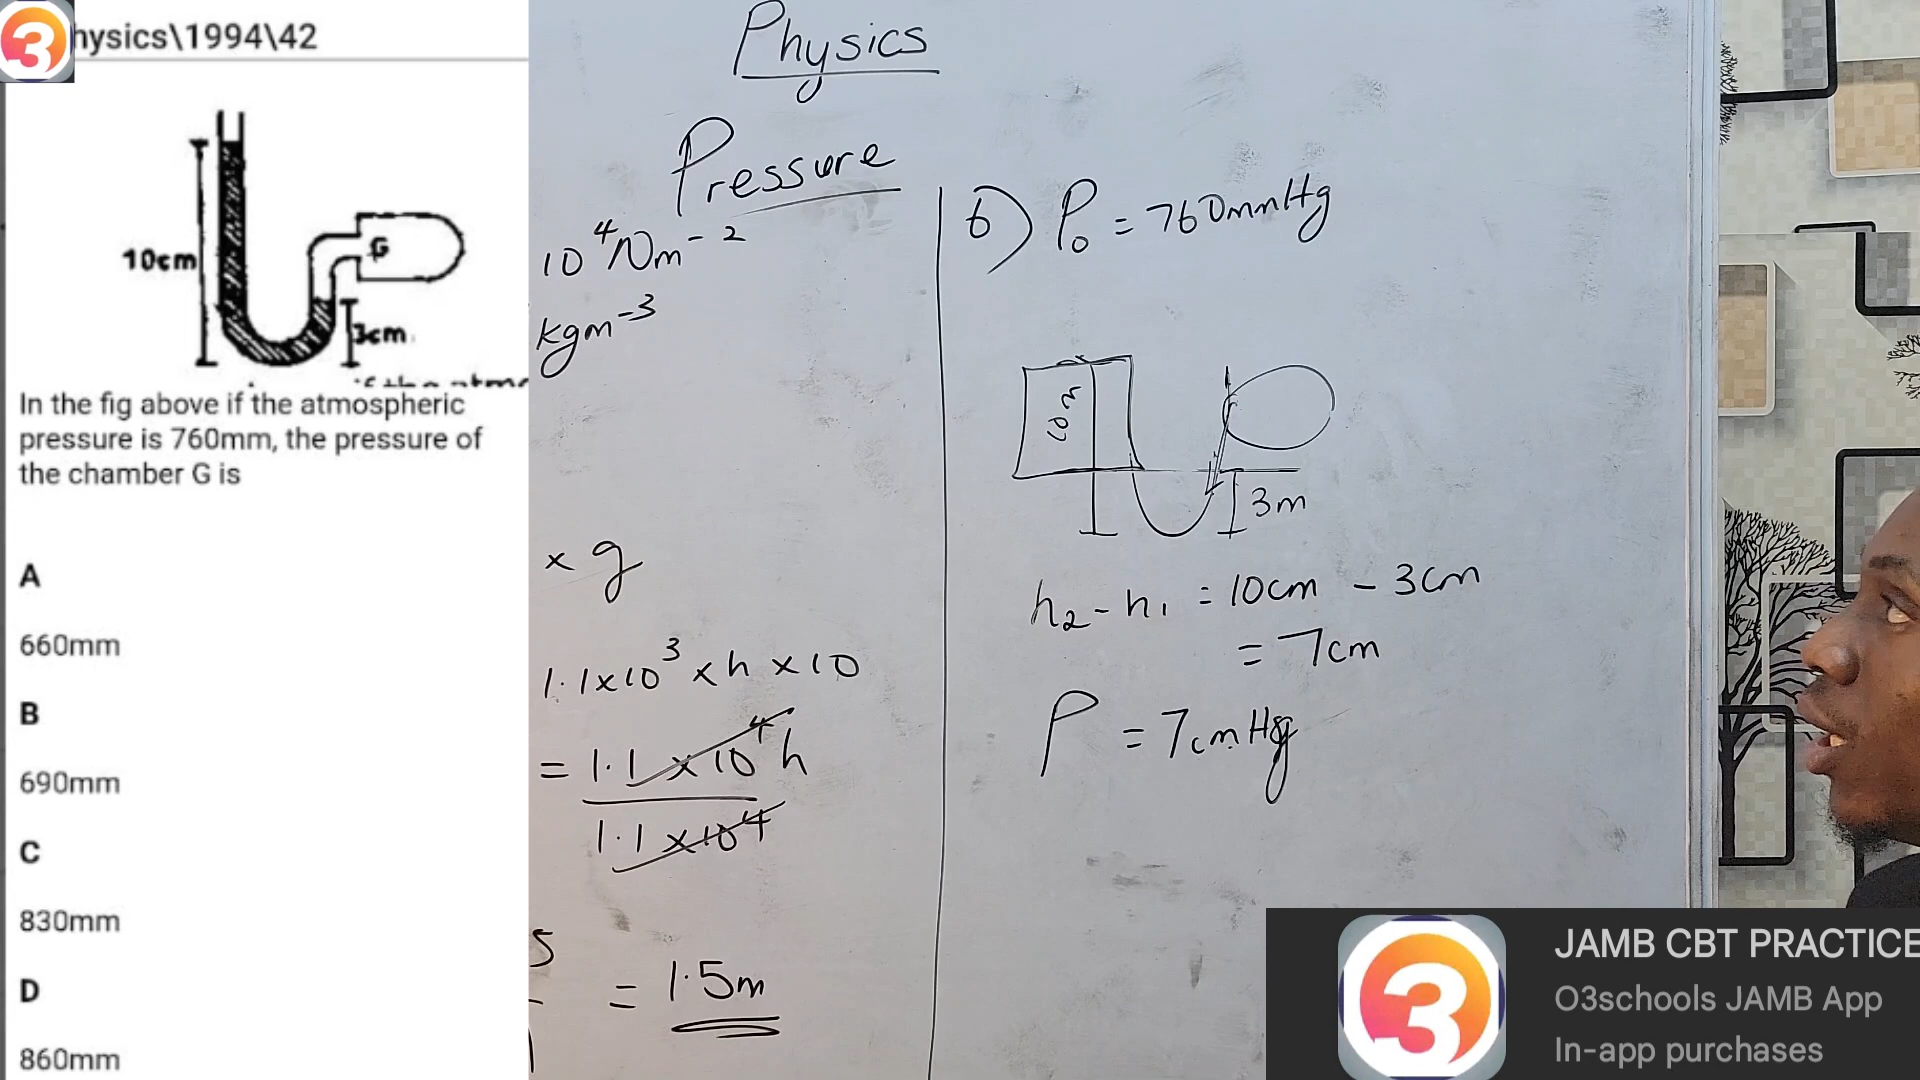 hysics\1994\42
10cm
G
3cm
In the fig above if the atmospheric
pressure is 760mm, the pressure of
the chamber G is
A
660mm
B
690mm
C
830mm
D
860mm
Physics
Pressure
10⁴Nm⁻²
kgm⁻³
× g
1.1×10³ × h × 10
= 1.1 × 10⁴ h
1.1 × 10⁴
5
= 1.5m
6) P₀ = 760mmHg
10m
3m
h₂ - h₁ = 10cm - 3cm
= 7cm
P = 7cmHg
3
JAMB CBT PRACTICE
O3schools JAMB App
In-app purchases